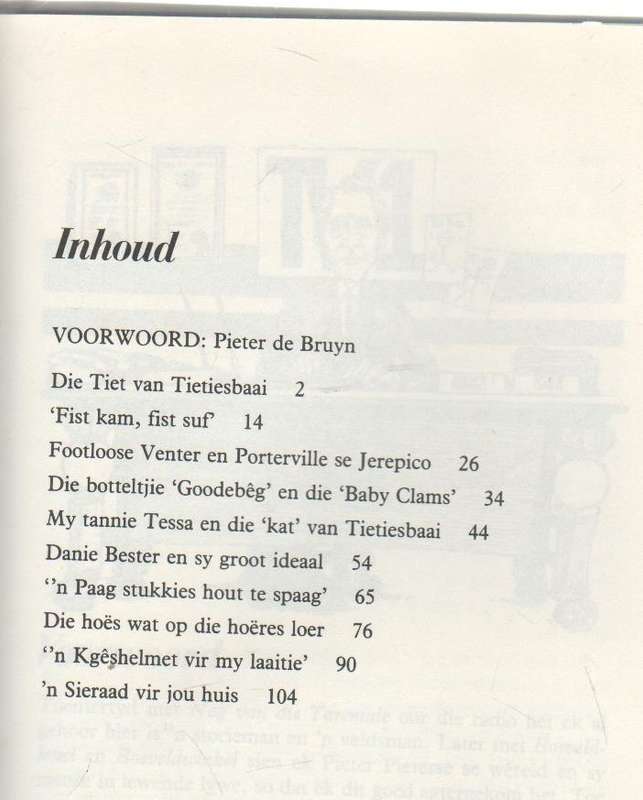 Inhoud
VOORWOORD: Pieter de Bruyn
Die Tiet van Tietiesbaai 2
‘Fist kam, fist suf’ 14
Footloose Venter en Porterville se Jerepico 26
Die botteltjie ‘Goodebêg’ en die ‘Baby Clams’ 34
My tannie Tessa en die ‘kat’ van Tietiesbaai 44
Danie Bester en sy groot ideaal 54
‘’n Paag stukkies hout te spaag’ 65
Die hoës wat op die hoëres loer 76
‘’n Kgêshelmet vir my laaitie’ 90
’n Sieraad vir jou huis 104